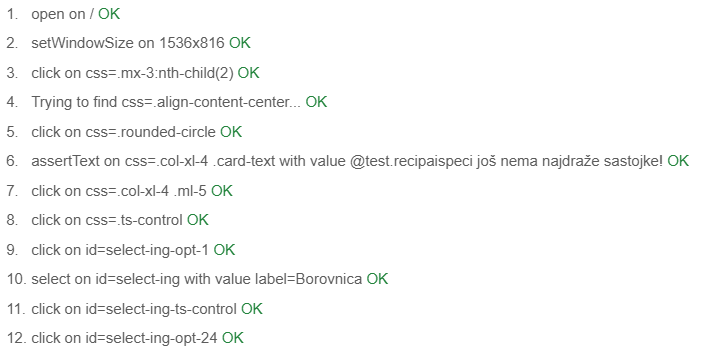 1. open on / OK
2. setWindowSize on 1536x816 OK
3. click on css=.mx-3:nth-child(2) OK
4. Trying to find css=.align-content-center... OK
5. click on css=.rounded-circle OK
6. assertText on css=.col-xl-4 .card-text with value @test.recipaispeci još nema najdraže sastojke! OK
7. click on css=.col-xl-4 .ml-5 OK
8. click on css=.ts-control OK
9. click on id=select-ing-opt-1 OK
10. select on id=select-ing with value label=Borovnica OK
11. click on id=select-ing-ts-control OK
12. click on id=select-ing-opt-24 OK